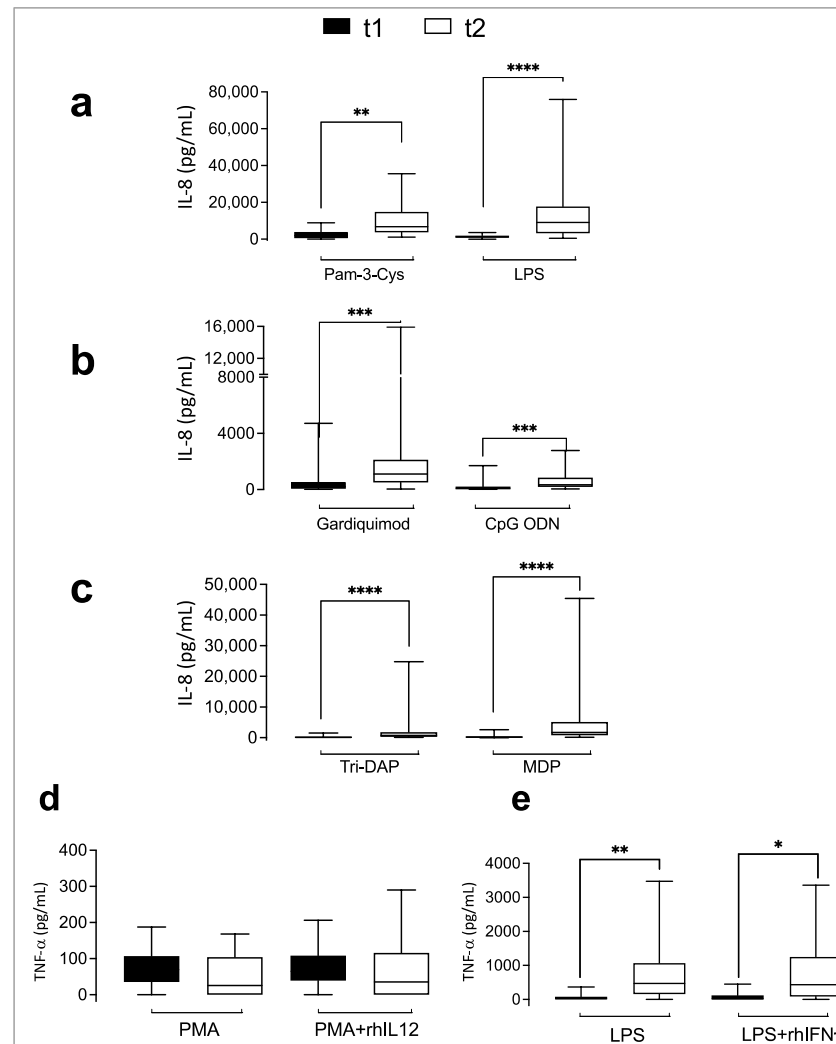 t1 t2
a
IL-8 (pg/mL)
80,000
60,000
40,000
20,000
0
**
****
Pam-3-Cys LPS
b
IL-8 (pg/mL)
16,000
12,000
8000
4000
0
***
***
Gardiquimod CpG ODN
c
IL-8 (pg/mL)
50,000
40,000
30,000
20,000
10,000
0
****
****
Tri-DAP MDP
d
TNF-α (pg/mL)
400
300
200
100
0
PMA PMA+rhIL12
e
TNF-α (pg/mL)
4000
3000
2000
1000
0
**
*
LPS LPS+rhIFN-